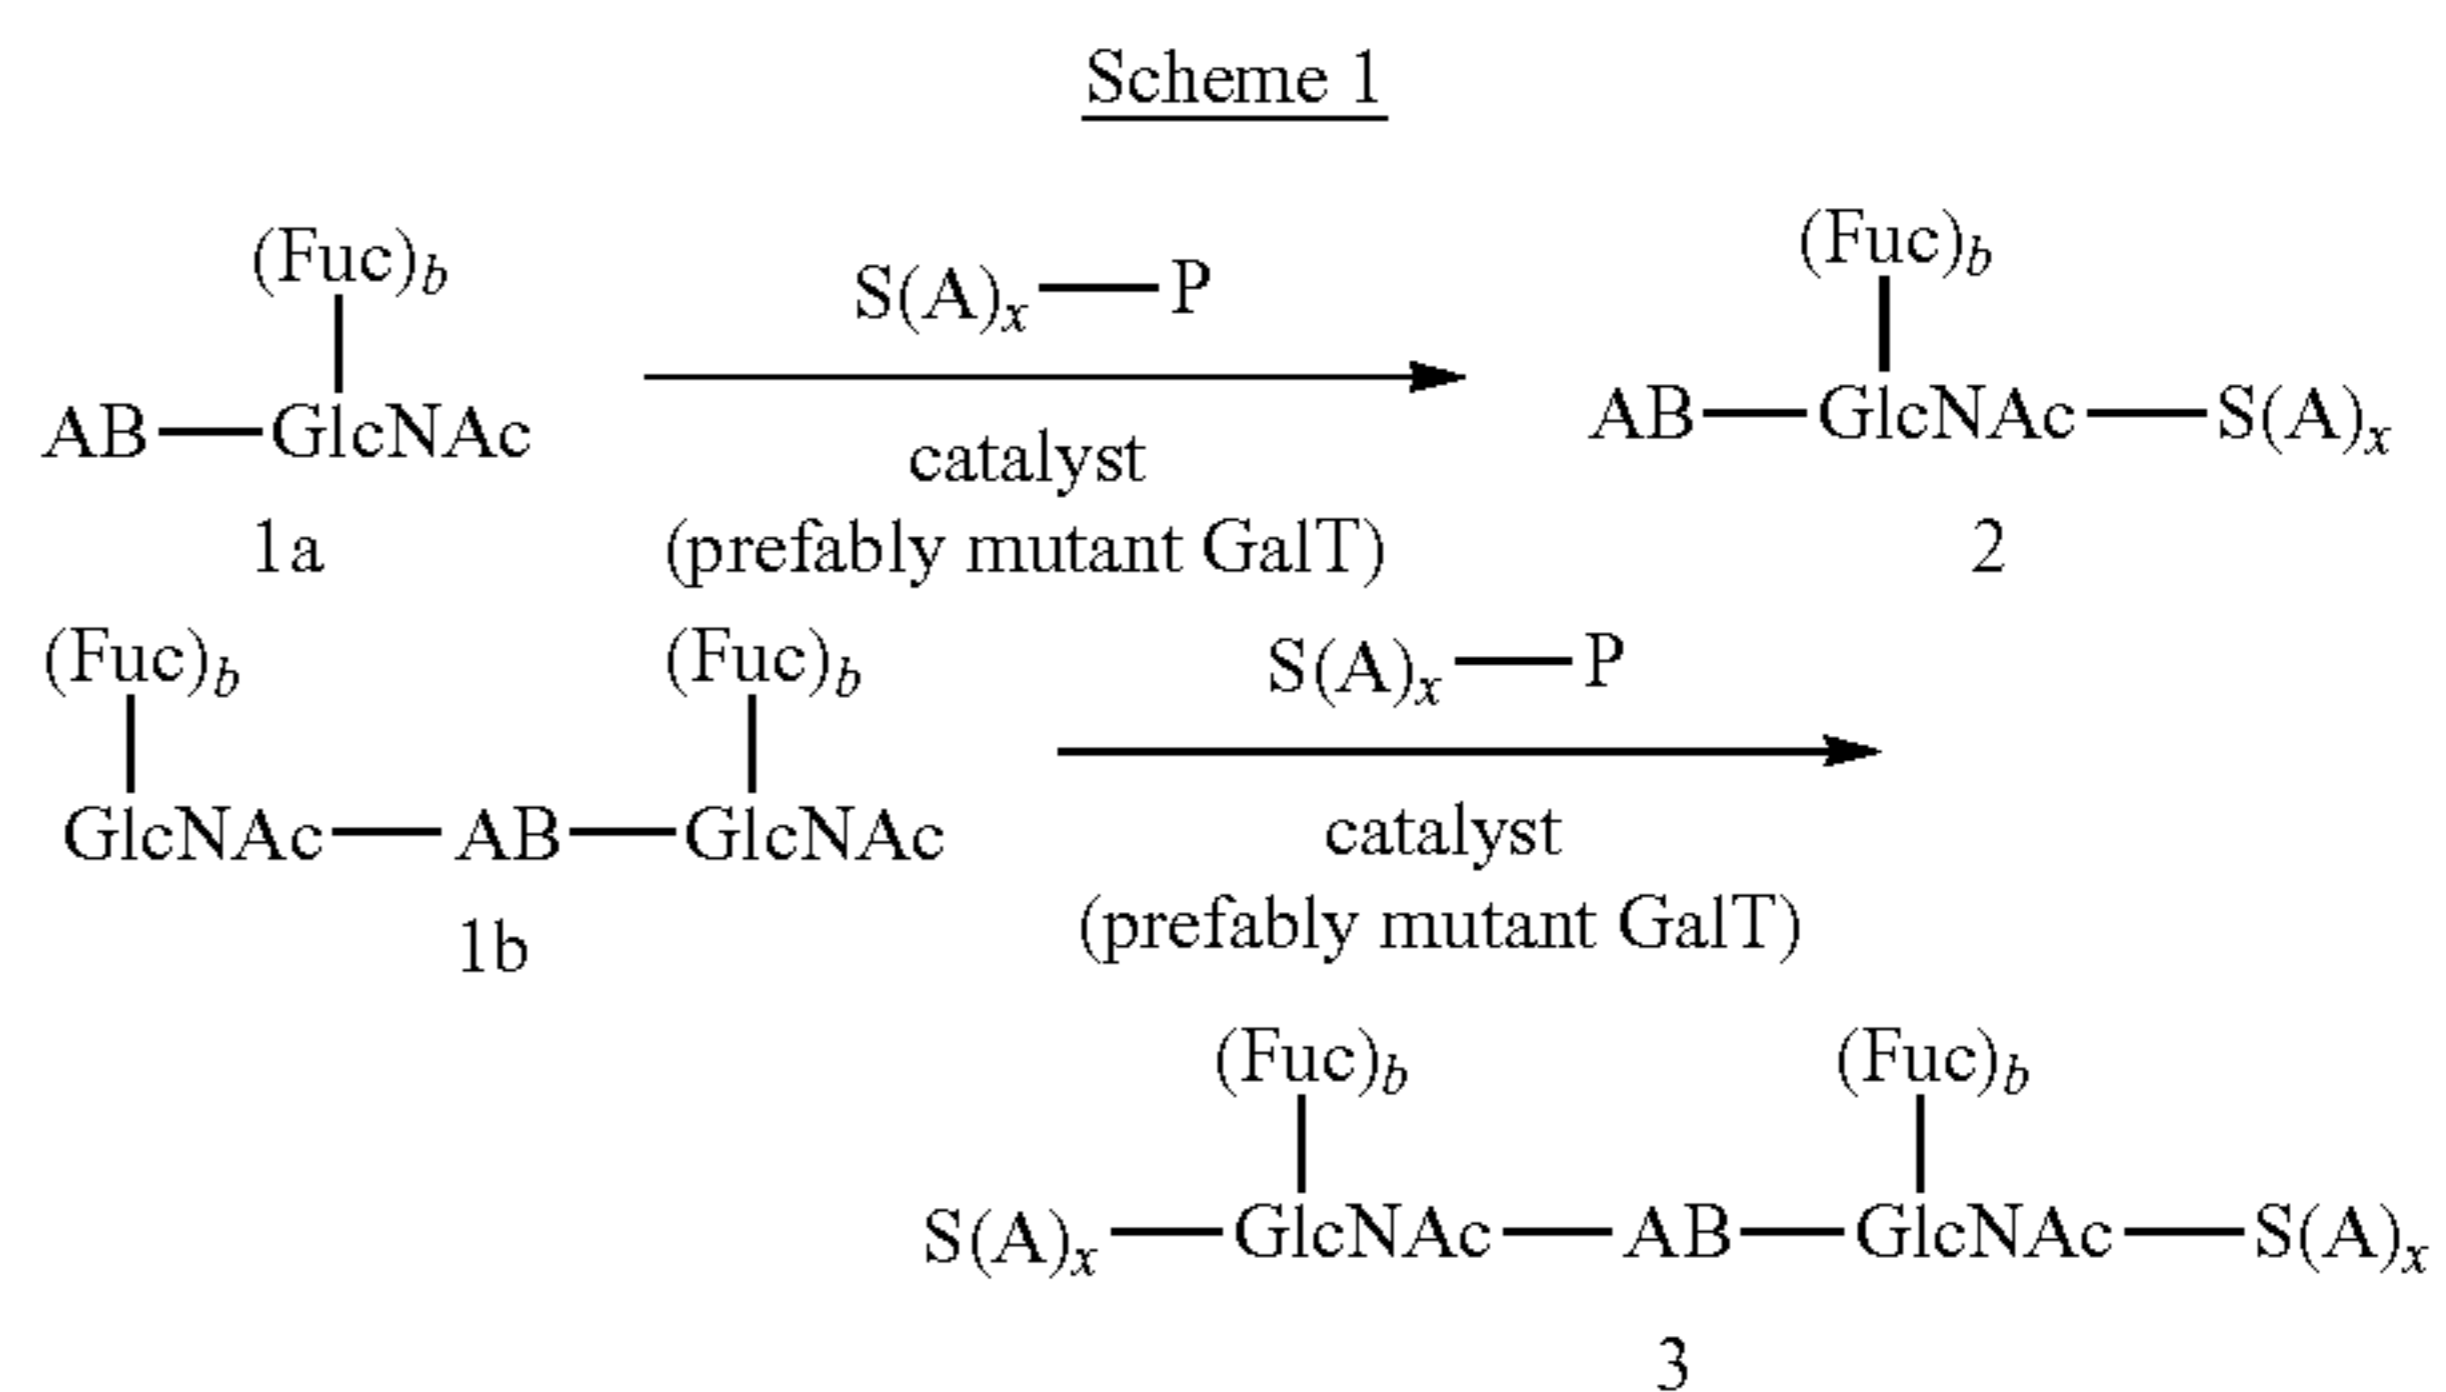 Scheme 1
(Fuc)b
S(A)x—P
(Fuc)b
AB—GlcNAc
catalyst
AB—GlcNAc—S(A)x
1a
(prefably mutant GalT)
2
(Fuc)b (Fuc)b
S(A)x—P
GlcNAc—AB—GlcNAc
catalyst
1b
(prefably mutant GalT)
(Fuc)b (Fuc)b
S(A)x—GlcNAc—AB—GlcNAc—S(A)x
3